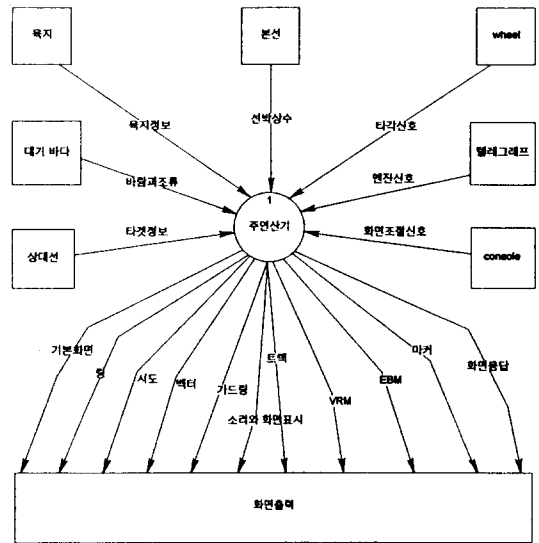 육지
본선
wheel
육지정보
선박상수
타각신호
대기 바다
바람과조류
엔진신호
텔레그래프
1
주연산기
상대선
타겟정보
화면조절신호
console
기본화면
링
시도
벡터
가드링
트랙
소리와 화면표시
VRM
EBM
마커
화면응답
화면출력